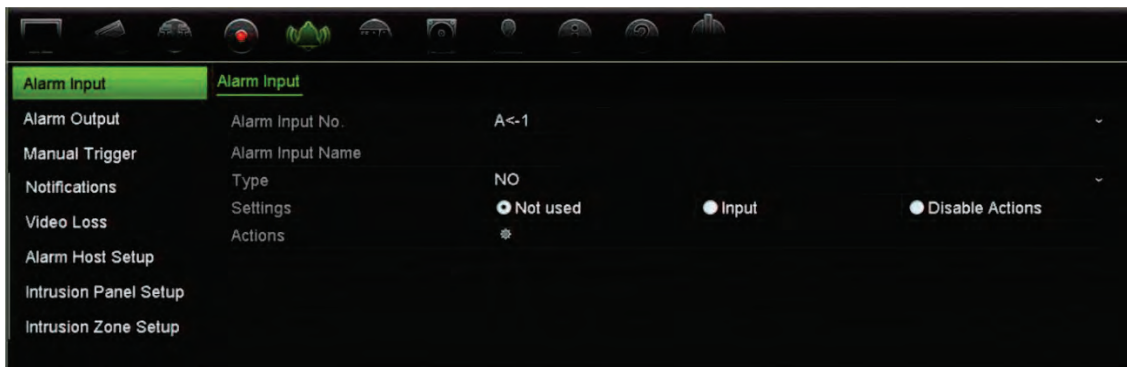 Alarm Input
Alarm Output
Manual Trigger
Notifications
Video Loss
Alarm Host Setup
Intrusion Panel Setup
Intrusion Zone Setup
Alarm Input
Alarm Input No. A<-1
Alarm Input Name
Type NO
Settings Not used Input Disable Actions
Actions